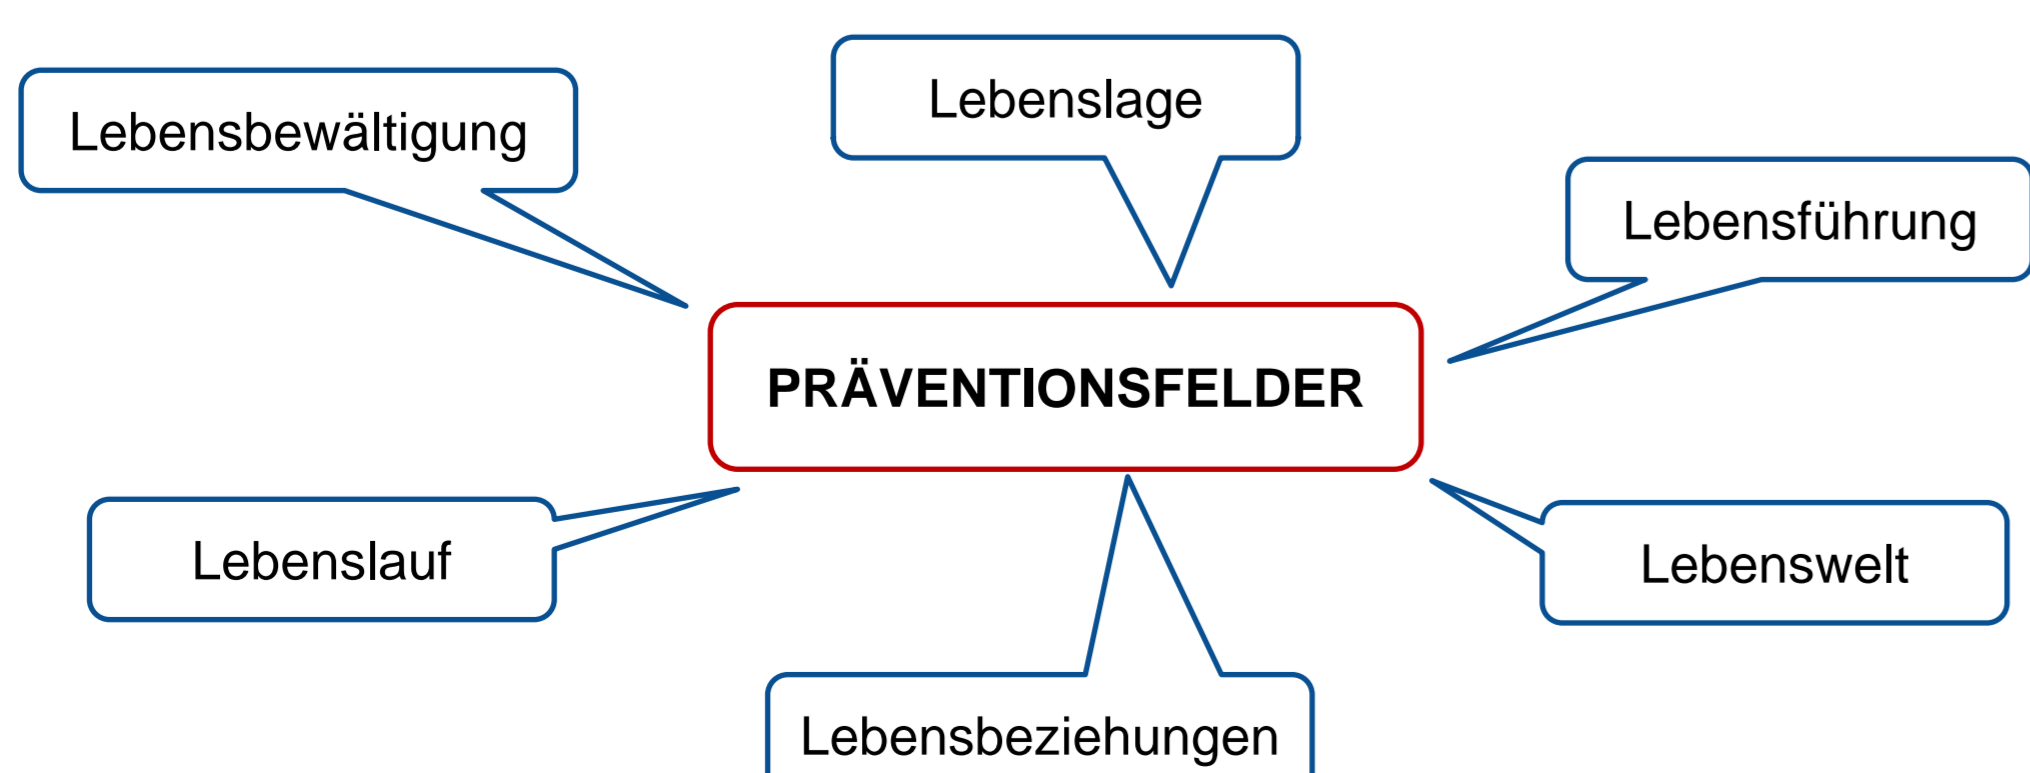 Lebenslage
Lebensbewältigung
Lebensführung
PRÄVENTIONSFELDER
Lebenslauf
Lebenswelt
Lebensbeziehungen